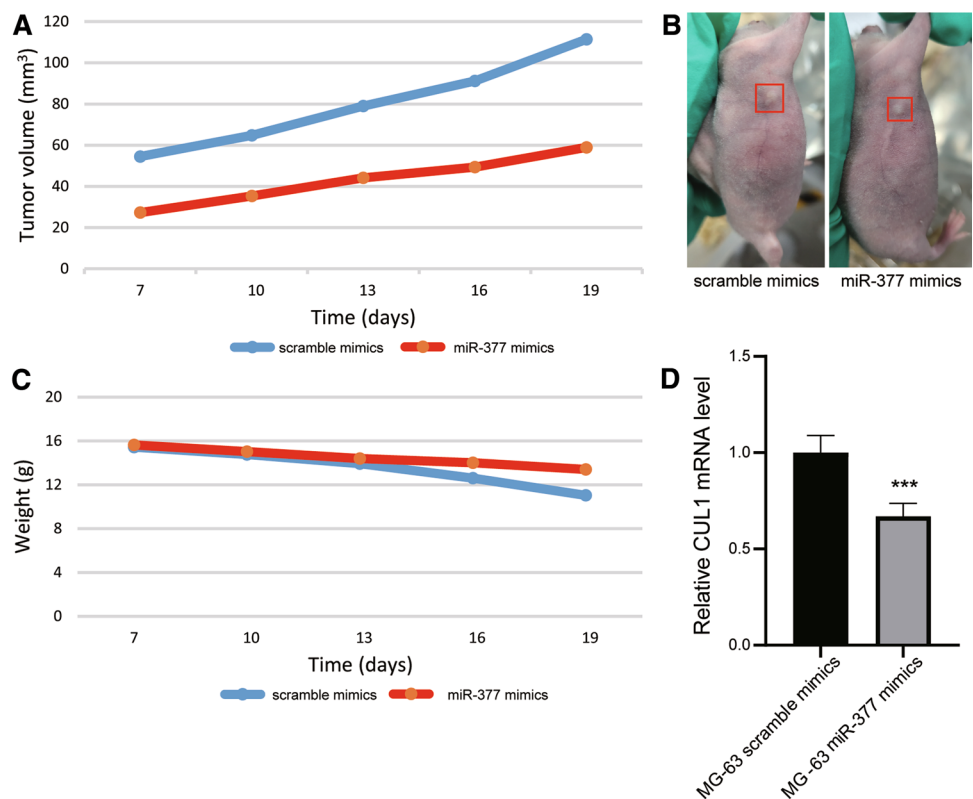 A
Tumor volume (mm³)
120
100
80
60
40
20
0
7 10 13 16 19
Time (days)
scramble mimics miR-377 mimics
B
scramble mimics miR-377 mimics
C
Weight (g)
20
16
12
8
4
0
7 10 13 16 19
Time (days)
scramble mimics miR-377 mimics
D
Relative CUL1 mRNA level
1.5
1.0
0.5
0.0
***
MG-63 scramble mimics
MG-63 miR-377 mimics